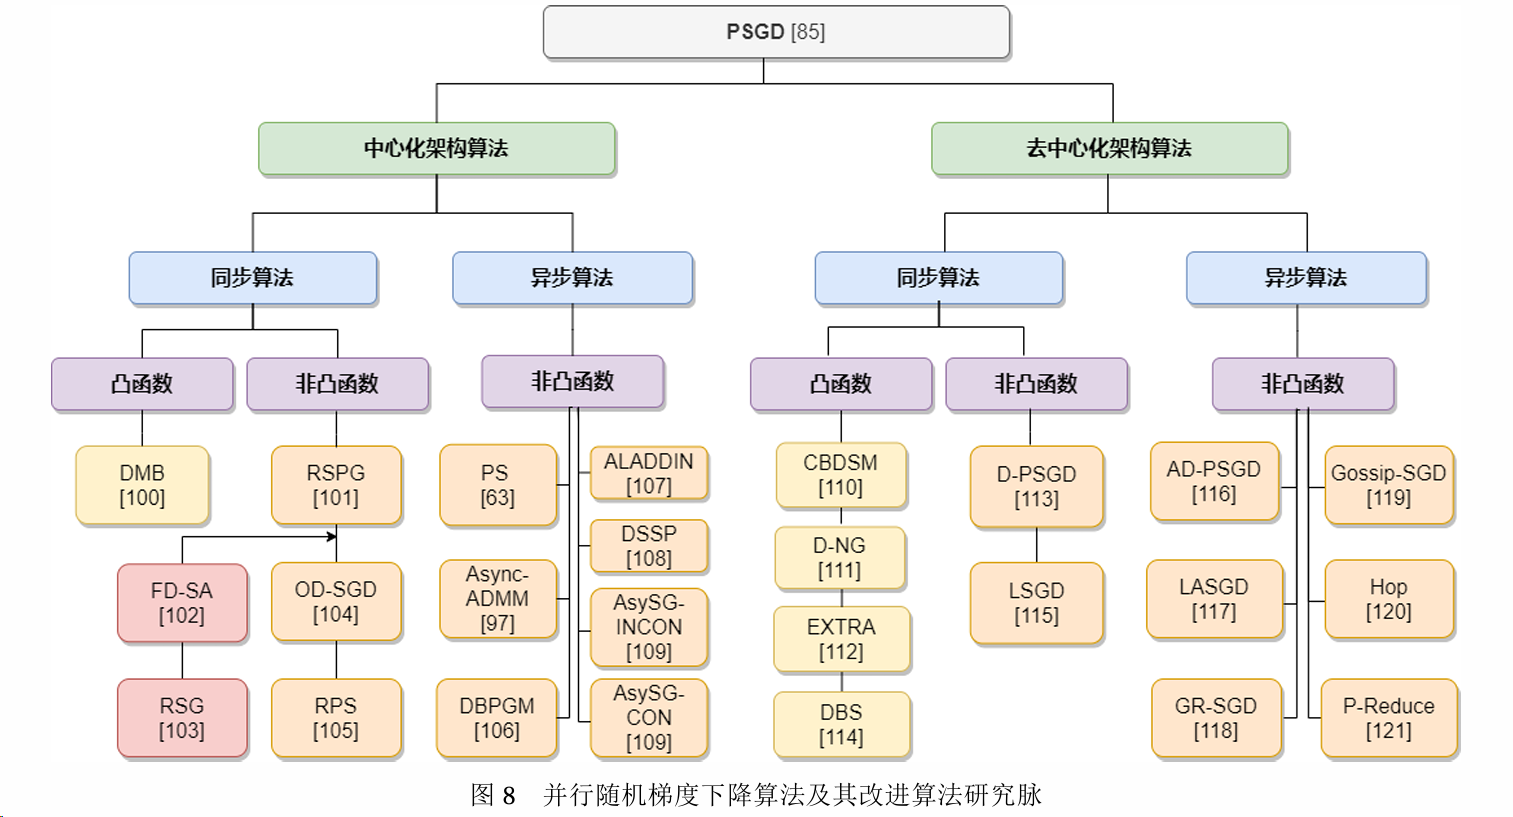 PSGD [85]
中心化架构算法
去中心化架构算法
同步算法
异步算法
同步算法
异步算法
凸函数
非凸函数
非凸函数
凸函数
非凸函数
非凸函数
DMB
[100]
RSPG
[101]
FD-SA
[102]
RSG
[103]
OD-SGD
[104]
RPS
[105]
PS
[63]
Async-
ADMM
[97]
DBPGM
[106]
ALADDIN
[107]
DSSP
[108]
AsySG-
INCON
[109]
AsySG-
CON
[109]
CBDSM
[110]
D-NG
[111]
EXTRA
[112]
DBS
[114]
D-PSGD
[113]
LSGD
[115]
AD-PSGD
[116]
LASGD
[117]
GR-SGD
[118]
Gossip-SGD
[119]
Hop
[120]
P-Reduce
[121]
图 8 并行随机梯度下降算法及其改进算法研究脉